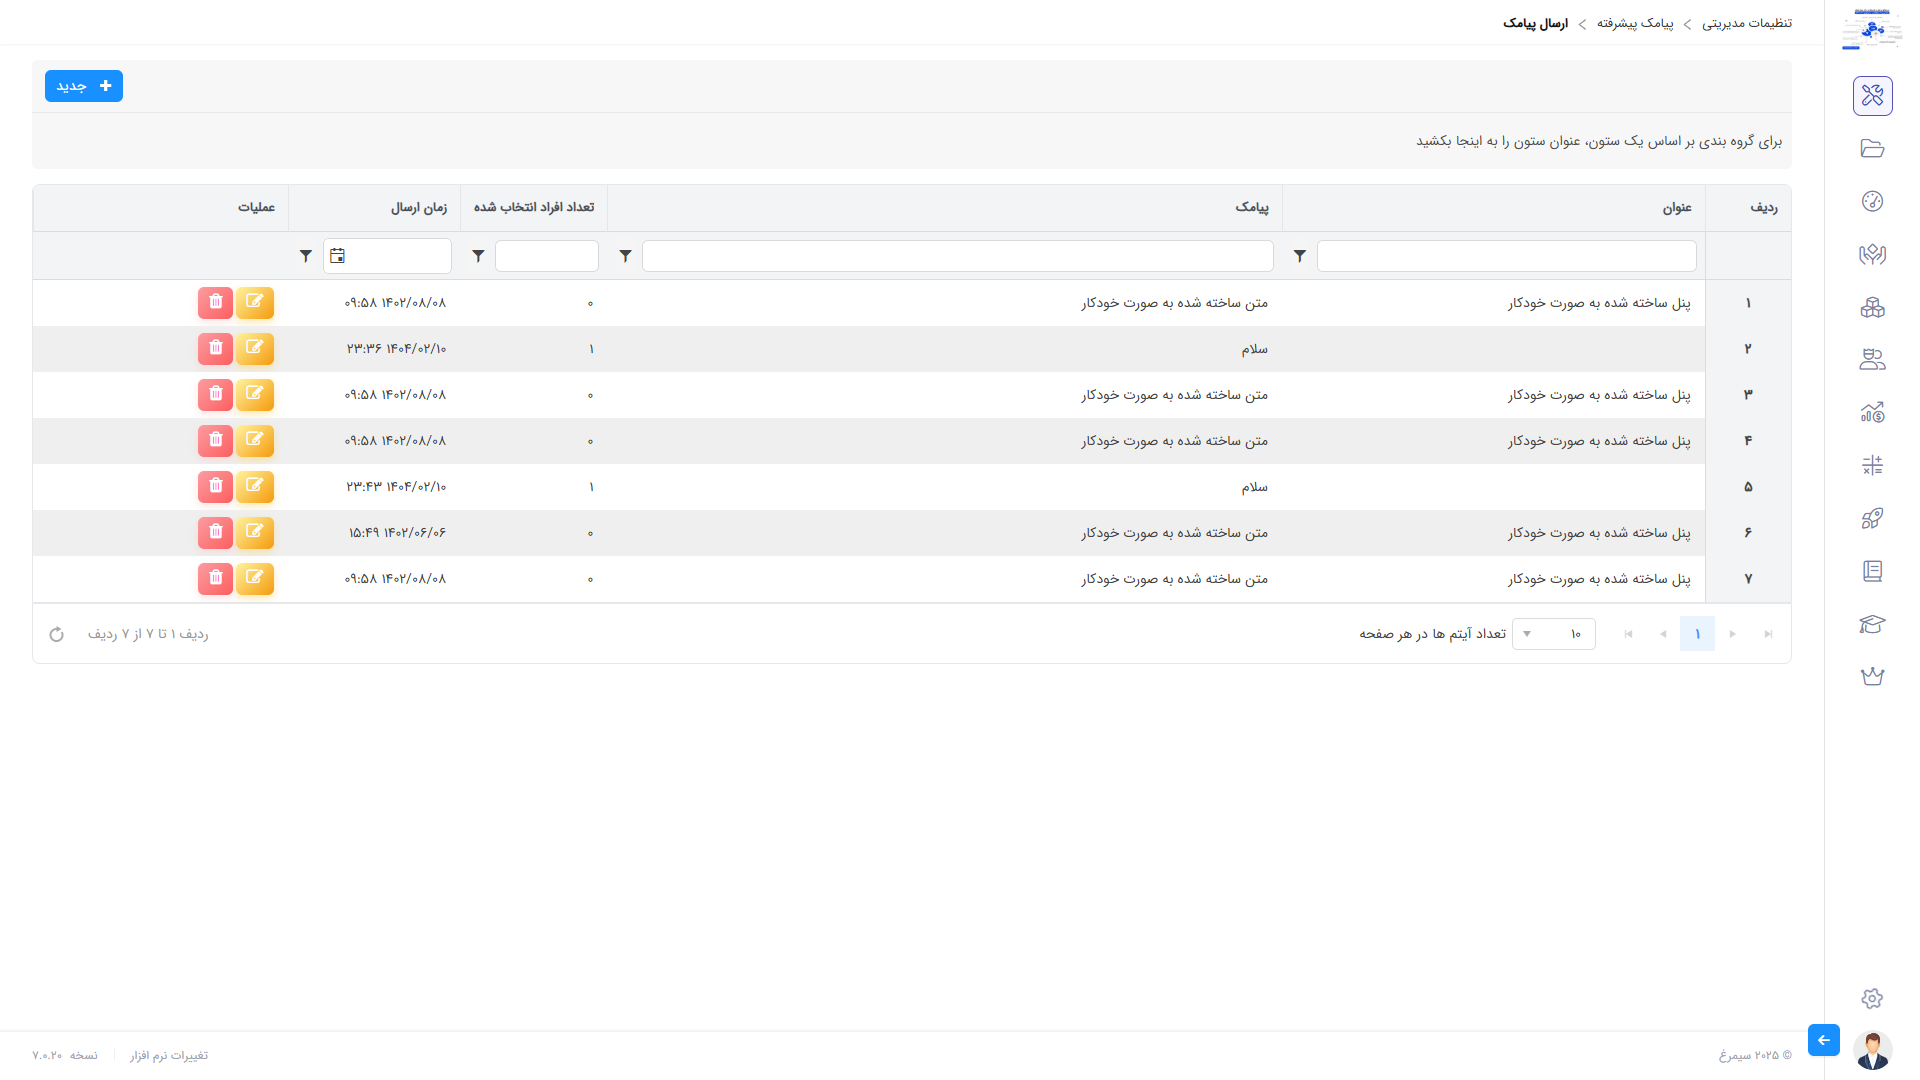 تنظیمات مدیریتی > پیامک پیشرفته > ارسال پیامک
جدید
برای گروه بندی بر اساس یک ستون، عنوان ستون را به اینجا بکشید
ردیف عنوان پیامک تعداد افراد انتخاب شده زمان ارسال عملیات
۱ پنل ساخته شده به صورت خودکار متن ساخته شده به صورت خودکار ۰ ۱۴۰۲/۰۸/۰۸ ۰۹:۵۸
۲ سلام ۱ ۱۴۰۴/۰۲/۱۰ ۲۳:۳۶
۳ پنل ساخته شده به صورت خودکار متن ساخته شده به صورت خودکار ۰ ۱۴۰۲/۰۸/۰۸ ۰۹:۵۸
۴ پنل ساخته شده به صورت خودکار متن ساخته شده به صورت خودکار ۰ ۱۴۰۲/۰۸/۰۸ ۰۹:۵۸
۵ سلام ۱ ۱۴۰۴/۰۲/۱۰ ۲۳:۴۳
۶ پنل ساخته شده به صورت خودکار متن ساخته شده به صورت خودکار ۰ ۱۴۰۲/۰۶/۰۶ ۱۵:۴۹
۷ پنل ساخته شده به صورت خودکار متن ساخته شده به صورت خودکار ۰ ۱۴۰۲/۰۸/۰۸ ۰۹:۵۸
۱ ۱۰ تعداد آیتم ها در هر صفحه ردیف ۱ تا ۷ از ۷ ردیف
© ۲۰۲۵ سیمرغ تغییرات نرم افزار نسخه ۷.۰.۲۰